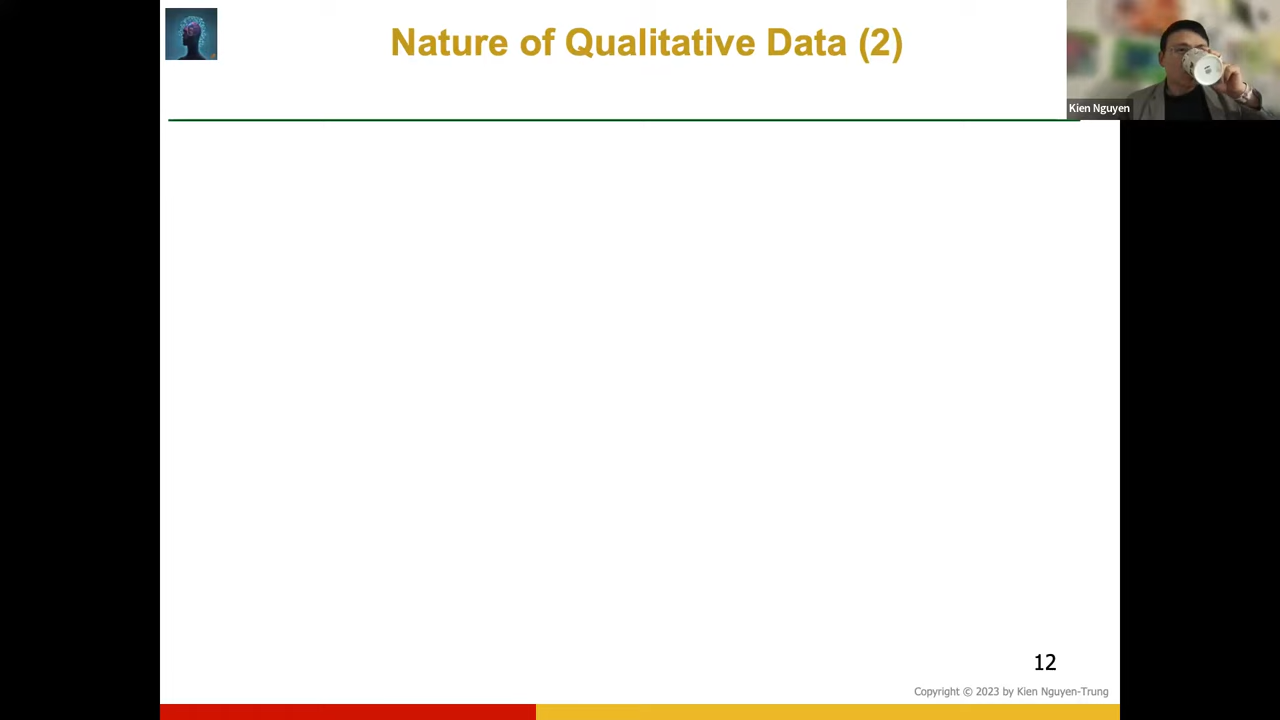 Nature of Qualitative Data (2)
Kien Nguyen
12
Copyright © 2023 by Kien Nguyen-Trung